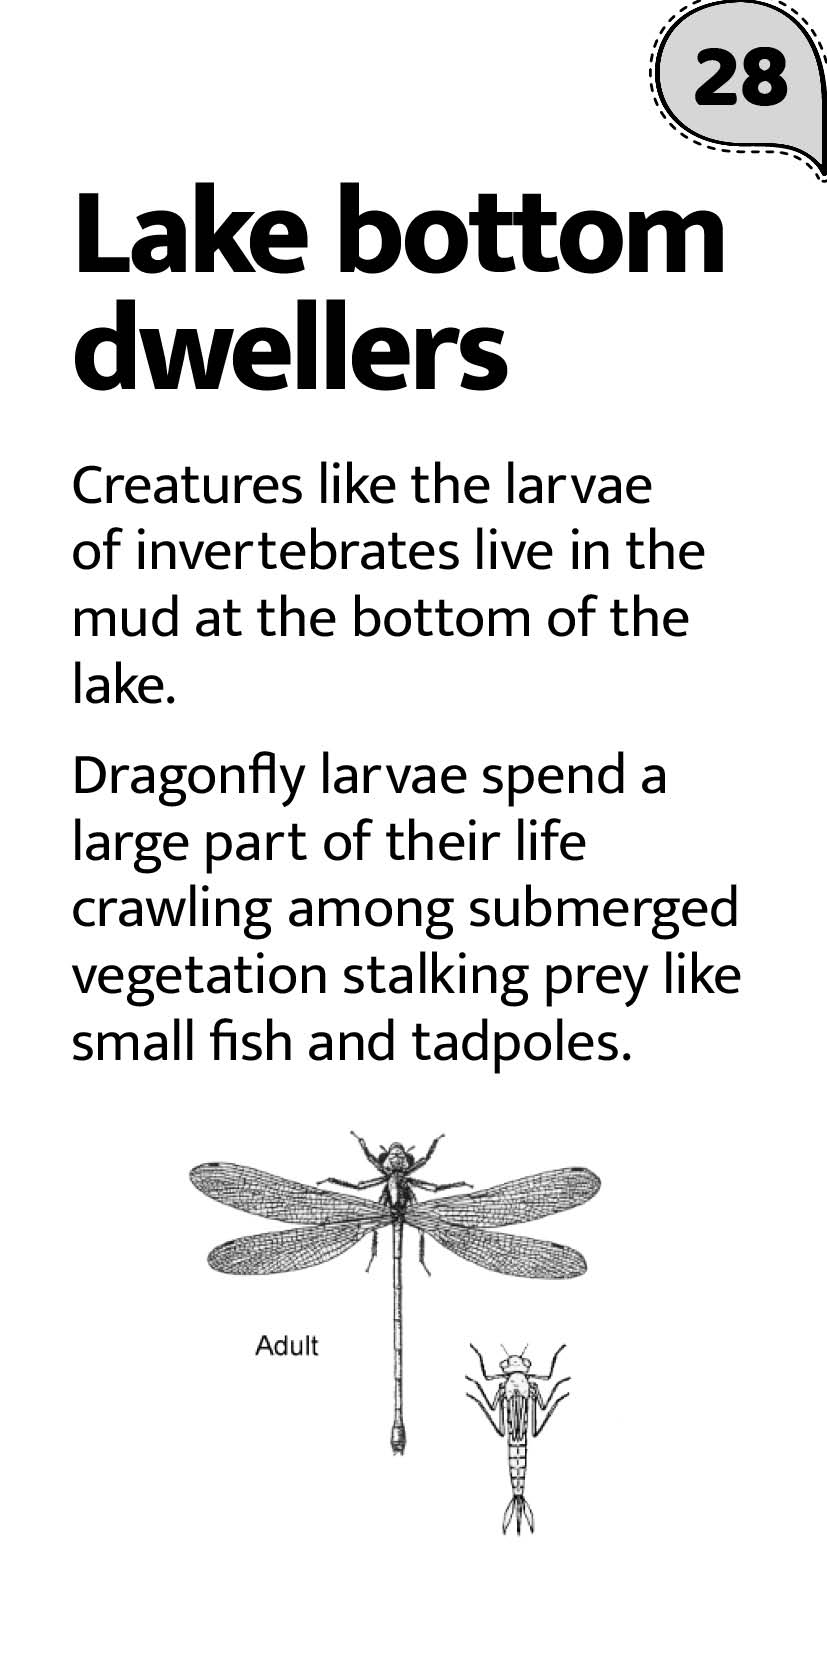 28
Lake bottom
dwellers
Creatures like the larvae
of invertebrates live in the
mud at the bottom of the
lake.
Dragonfly larvae spend a
large part of their life
crawling among submerged
vegetation stalking prey like
small fish and tadpoles.
Adult